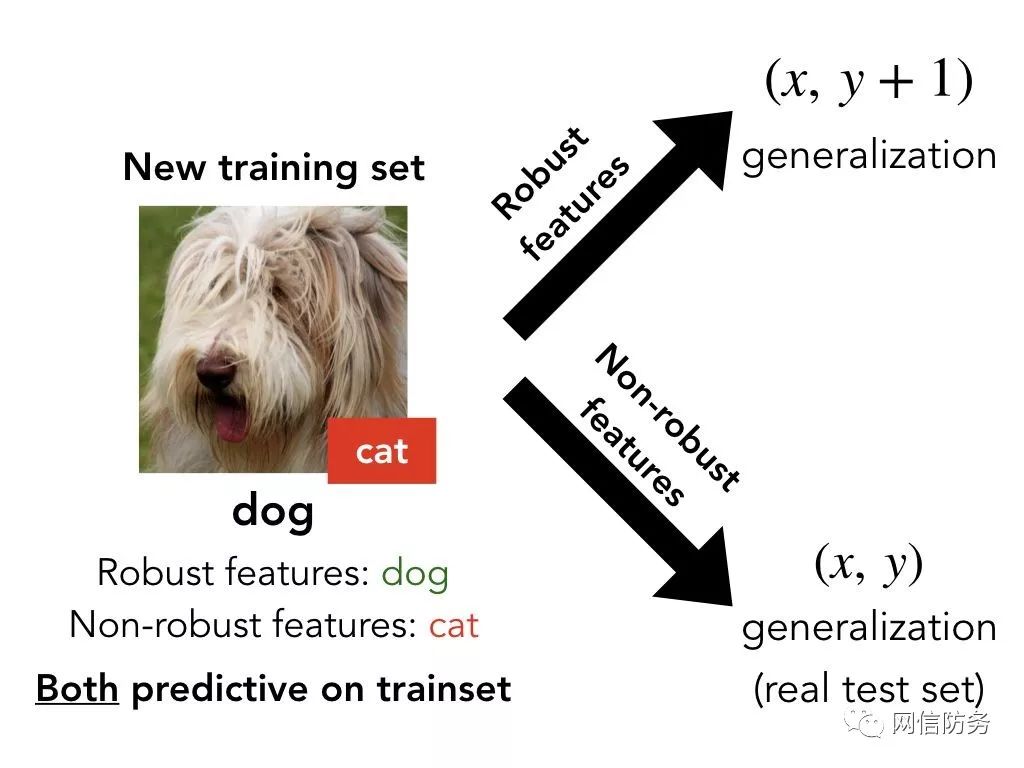 New training set
cat
dog
Robust features: dog
Non-robust features: cat
Both predictive on trainset
Robust
features
(x, y + 1)
generalization
Non-robust
features
(x, y)
generalization
(real test set)
网信防务